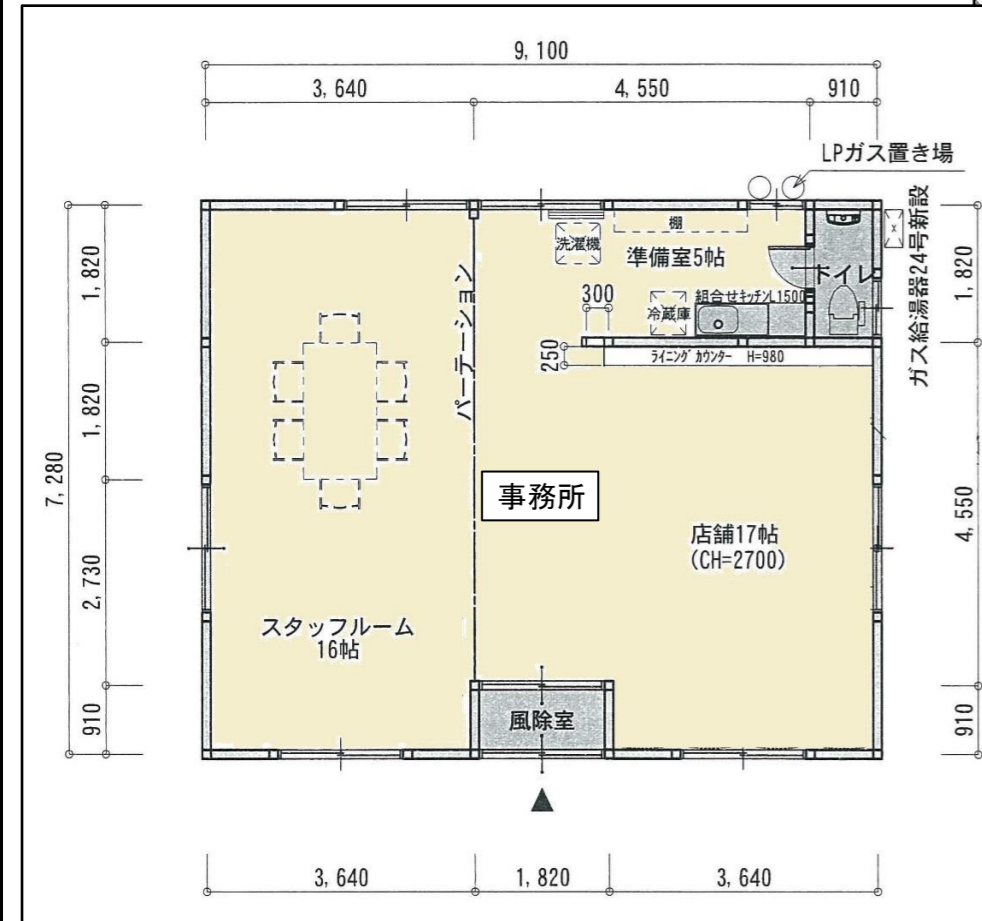 9,100
3,640
4,550
910
LPガス置き場
ガス給湯器24号新設
棚
洗濯機
準備室5帖
トイレ
300
冷蔵庫
組合せキッチンL1500
250
ライニングカウンター H=980
パーテーション
1,820
1,820
2,730
910
7,280
1,820
4,550
910
事務所
店舗17帖
(CH=2700)
スタッフルーム
16帖
風除室
3,640
1,820
3,640